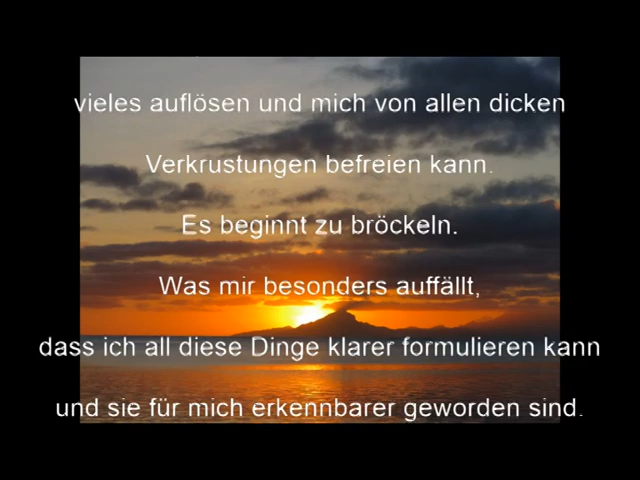 vieles auflösen und mich von allen dicken
Verkrustungen befreien kann.
Es beginnt zu bröckeln.
Was mir besonders auffällt,
dass ich all diese Dinge klarer formulieren kann
und sie für mich erkennbarer geworden sind.